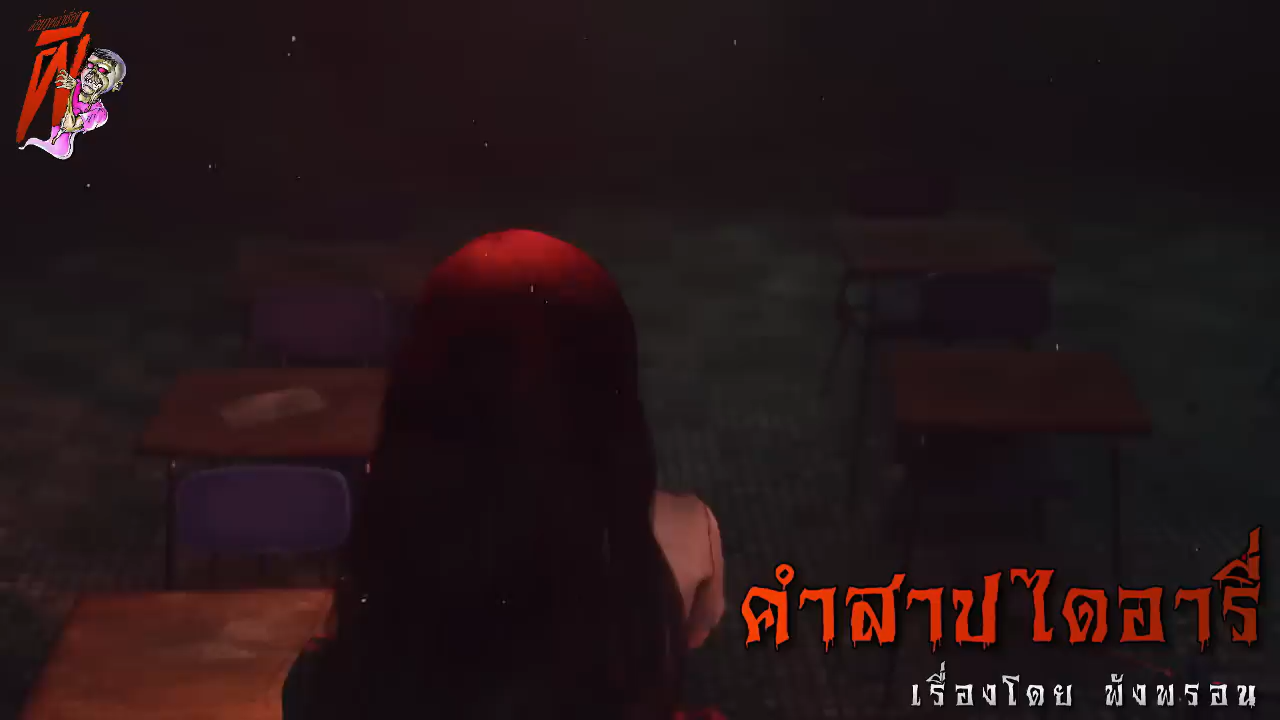 ผี
คำสาปไดอารี่
เรื่องโดย พังพรอน